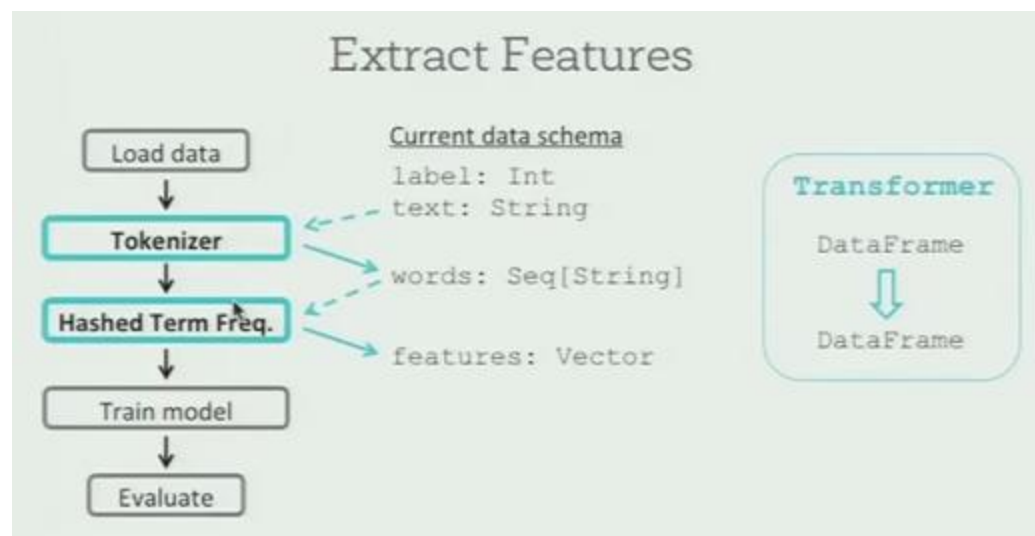 Extract Features
Load data
Tokenizer
Hashed Term Freq.
Train model
Evaluate
Current data schema
label: Int
text: String
words: Seq[String]
features: Vector
Transformer
DataFrame
DataFrame